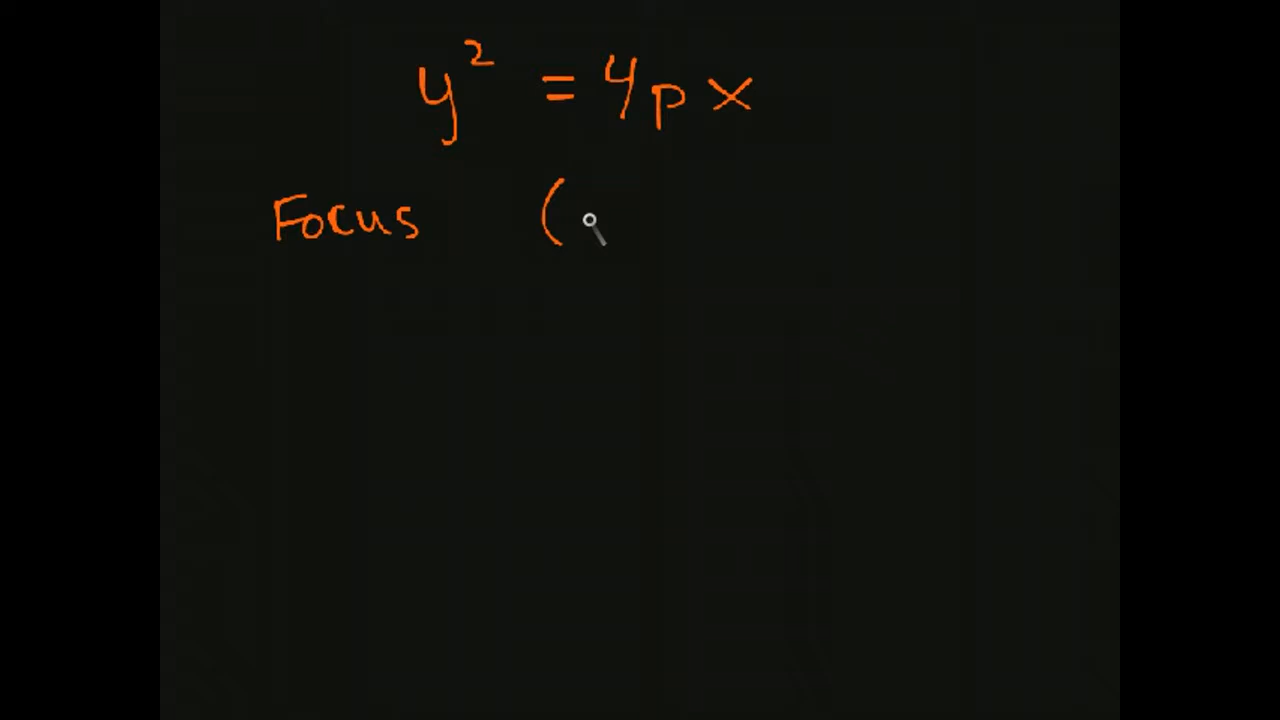 y² = 4px
Focus (